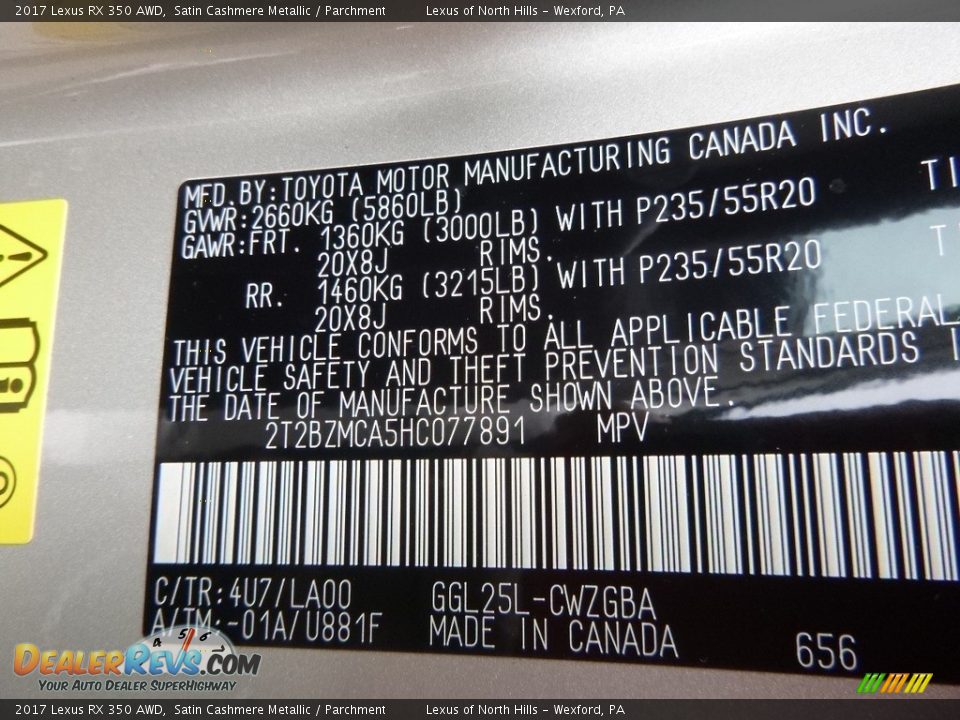 2017 Lexus RX 350 AWD, Satin Cashmere Metallic / Parchment Lexus of North Hills – Wexford, PA
MFD.BY:TOYOTA MOTOR MANUFACTURING CANADA INC.
GVWR:2660KG (5860LB)
GAWR:FRT. 1360KG (3000LB) WITH P235/55R20 TI
20X8J RIMS.
RR. 1460KG (3215LB) WITH P235/55R20 T
20X8J RIMS.
THIS VEHICLE CONFORMS TO ALL APPLICABLE FEDERAL
VEHICLE SAFETY AND THEFT PREVENTION STANDARDS I
THE DATE OF MANUFACTURE SHOWN ABOVE.
2T2BZMCA5HC077891 MPV
C/TR:4U7/LA00 GGL25L-CWZGBA
A/TM:-01A/U881F MADE IN CANADA
656
4 5 6
DEALERREVS.COM
YOUR AUTO DEALER SUPERHIGHWAY
2017 Lexus RX 350 AWD, Satin Cashmere Metallic / Parchment Lexus of North Hills – Wexford, PA